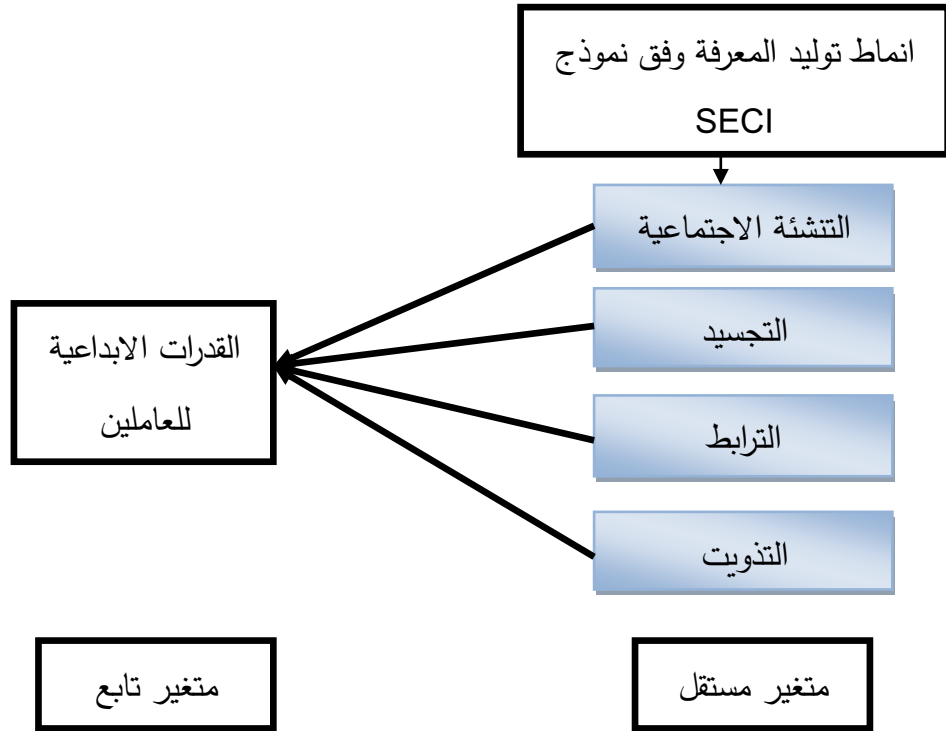 انماط توليد المعرفة وفق نموذج
SECI
التنشئة الاجتماعية
التجسيد
الترابط
التذويت
القدرات الابداعية
للعاملين
متغير مستقل
متغير تابع